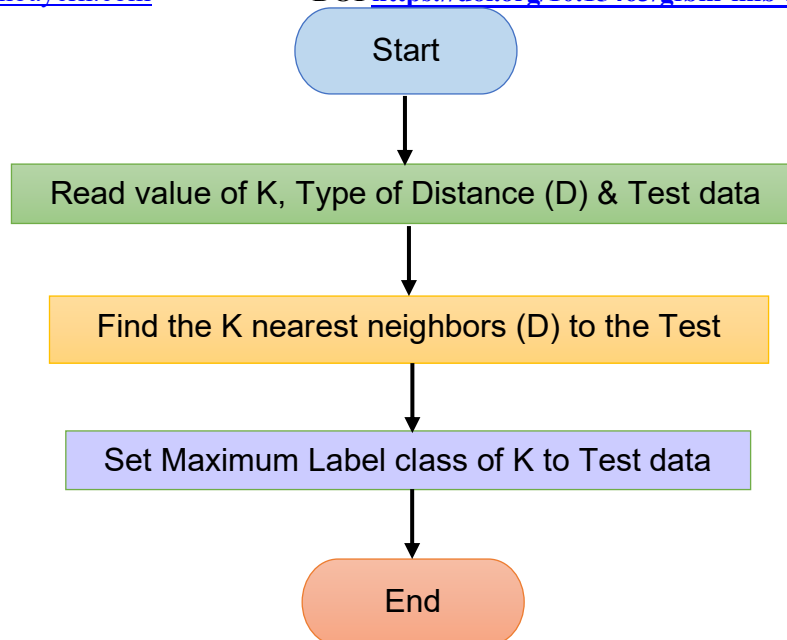 Start
Read value of K, Type of Distance (D) & Test data
Find the K nearest neighbors (D) to the Test
Set Maximum Label class of K to Test data
End